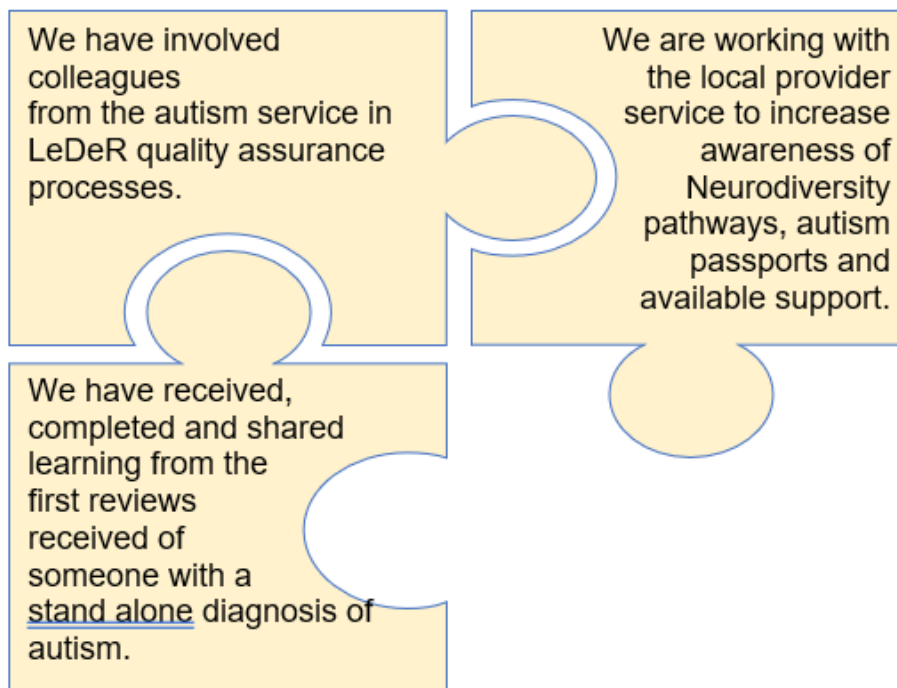 We have involved
colleagues
from the autism service in
LeDeR quality assurance
processes.
We are working with
the local provider
service to increase
awareness of
Neurodiversity
pathways, autism
passports and
available support.
We have received,
completed and shared
learning from the
first reviews
received of
someone with a
stand alone diagnosis of
autism.